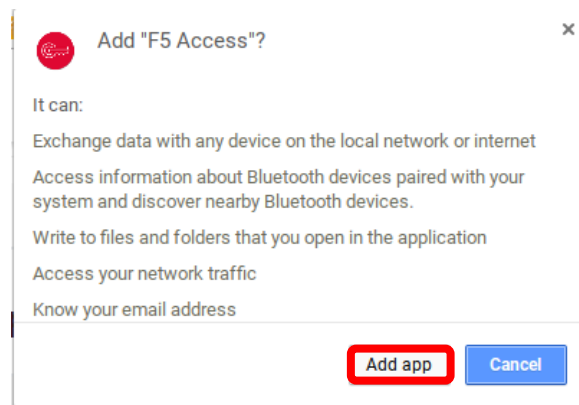 Add "F5 Access"?
It can:
Exchange data with any device on the local network or internet
Access information about Bluetooth devices paired with your
system and discover nearby Bluetooth devices.
Write to files and folders that you open in the application
Access your network traffic
Know your email address
Add app
Cancel